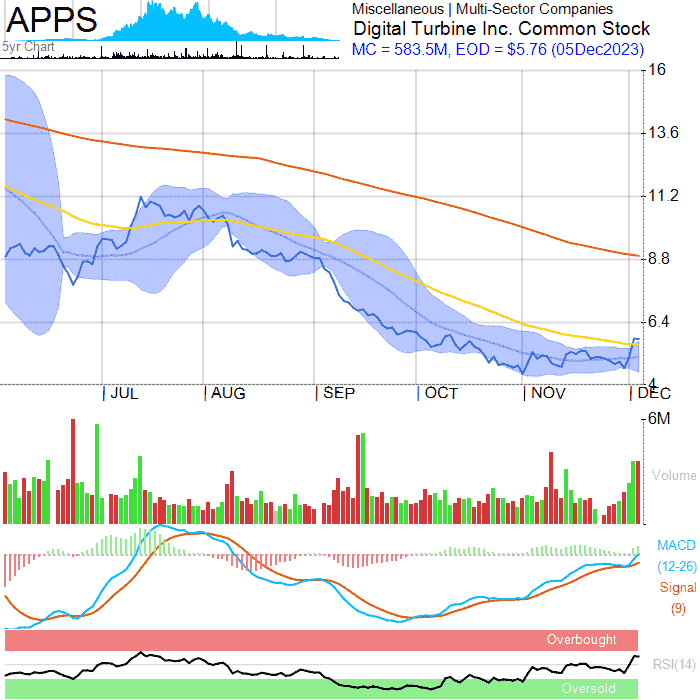 APPS
5yr Chart
Miscellaneous | Multi-Sector Companies
Digital Turbine Inc. Common Stock
MC = 583.5M, EOD = $5.76 (05Dec2023)
16
13.6
11.2
8.8
6.4
4
| JUL | AUG | SEP | OCT | NOV | DEC
6M
Volume
MACD
(12-26)
Signal
(9)
Overbought
RSI(14)
Oversold